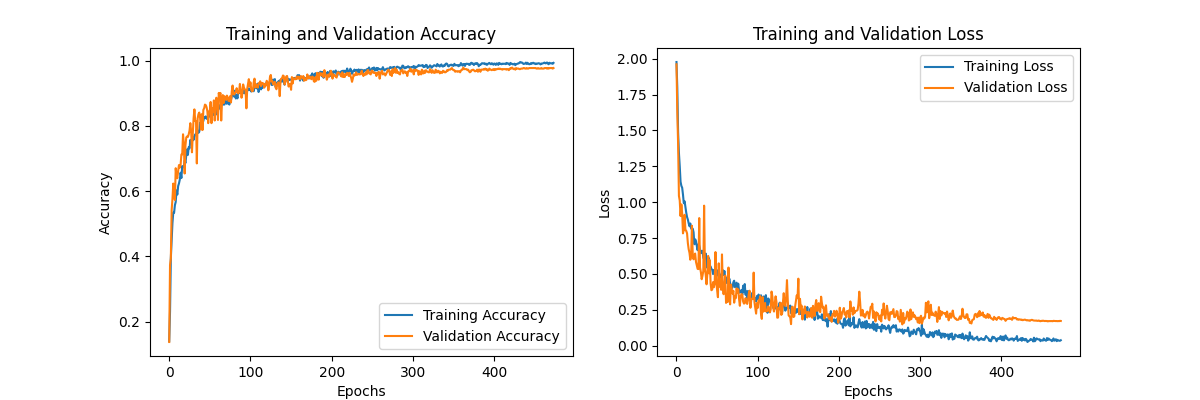 Training and Validation Accuracy
1.0
0.8
0.6
0.4
0.2
Accuracy
0
100
200
300
400
Epochs
Training Accuracy
Validation Accuracy
Training and Validation Loss
2.00
1.75
1.50
1.25
1.00
0.75
0.50
0.25
0.00
Loss
0
100
200
300
400
Epochs
Training Loss
Validation Loss